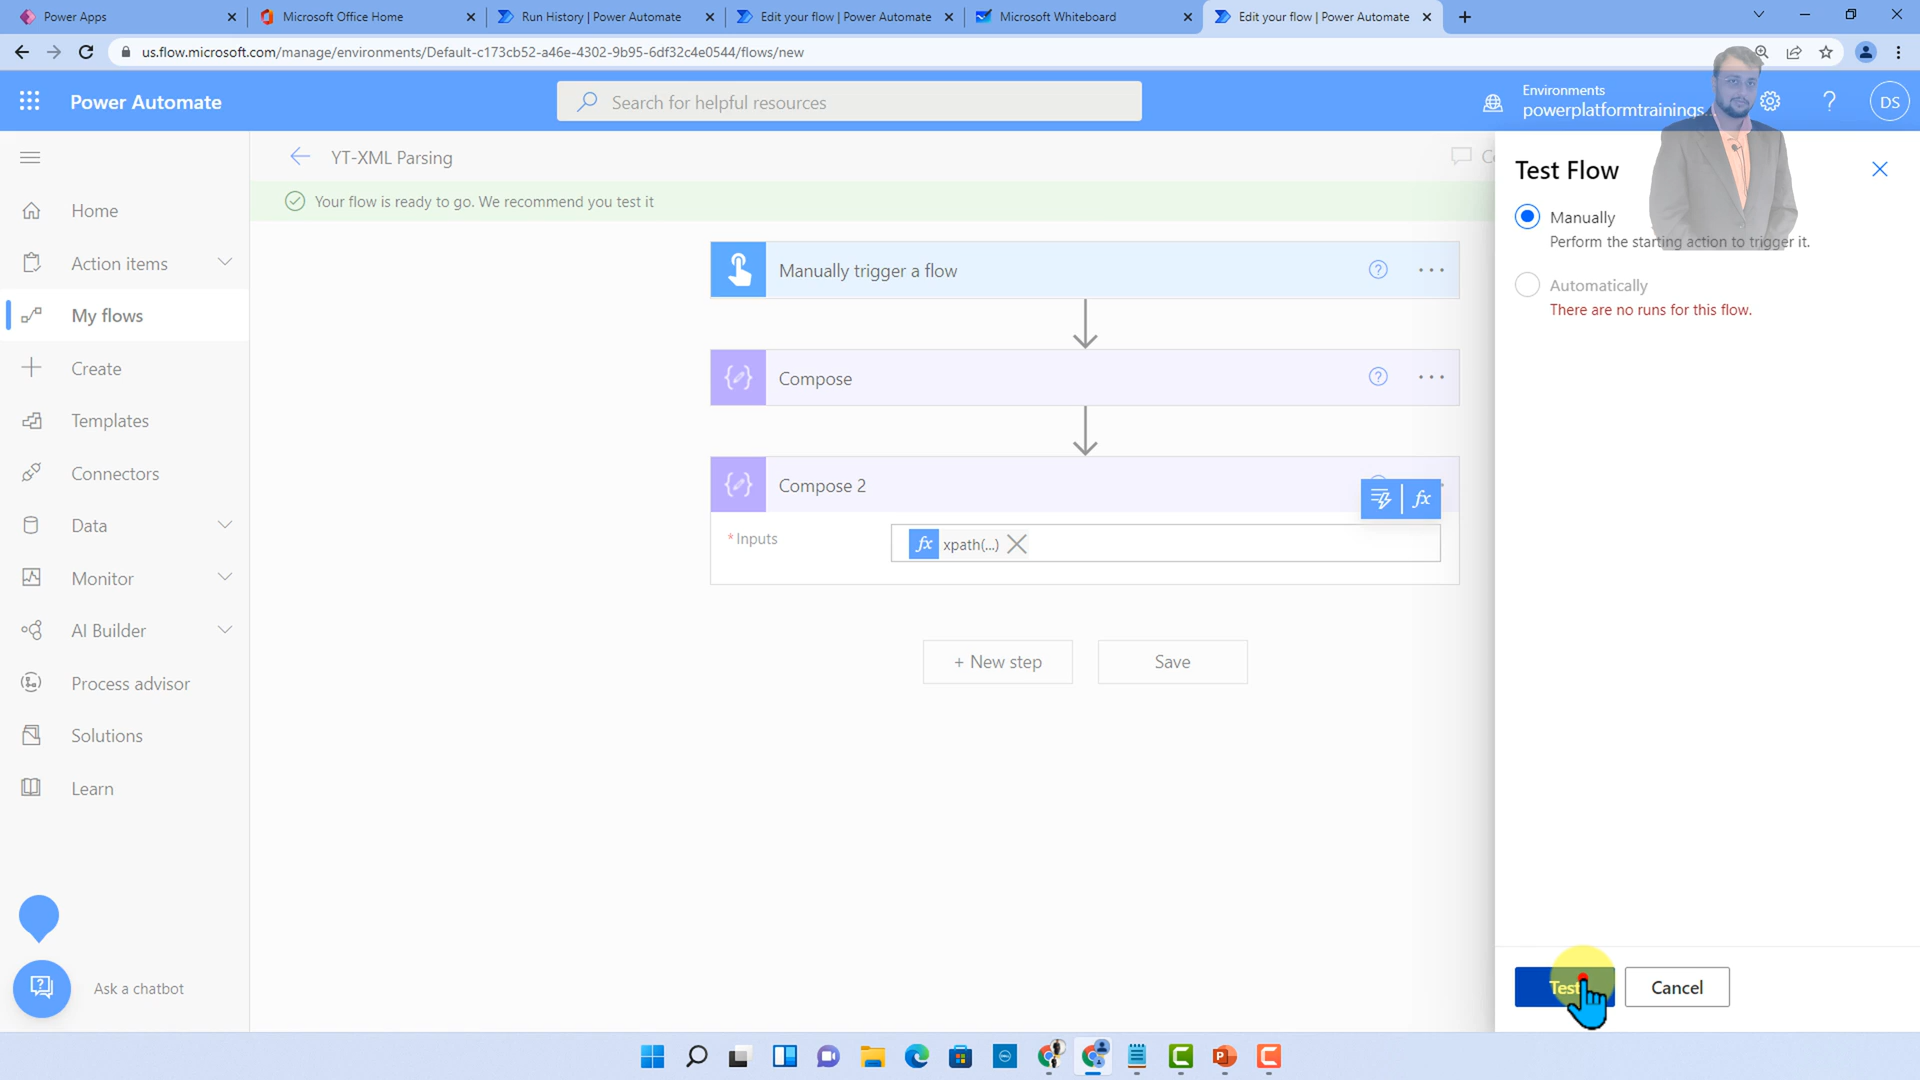 Power Apps
Microsoft Office Home
Run History | Power Automate
Edit your flow | Power Automate
Microsoft Whiteboard
Edit your flow | Power Automate
us.flow.microsoft.com/manage/environments/Default-c173cb52-a46e-4302-9b95-6df32c4e0544/flows/new
Power Automate
Search for helpful resources
Environments
powerplatformtrainings...
DS
YT-XML Parsing
Your flow is ready to go. We recommend you test it
Home
Action items
My flows
Create
Templates
Connectors
Data
Monitor
AI Builder
Process advisor
Solutions
Learn
Ask a chatbot
Manually trigger a flow
Compose
Compose 2
*Inputs
fx xpath(...)
fx
+ New step
Save
Test Flow
Manually
Perform the starting action to trigger it.
Automatically
There are no runs for this flow.
Test
Cancel